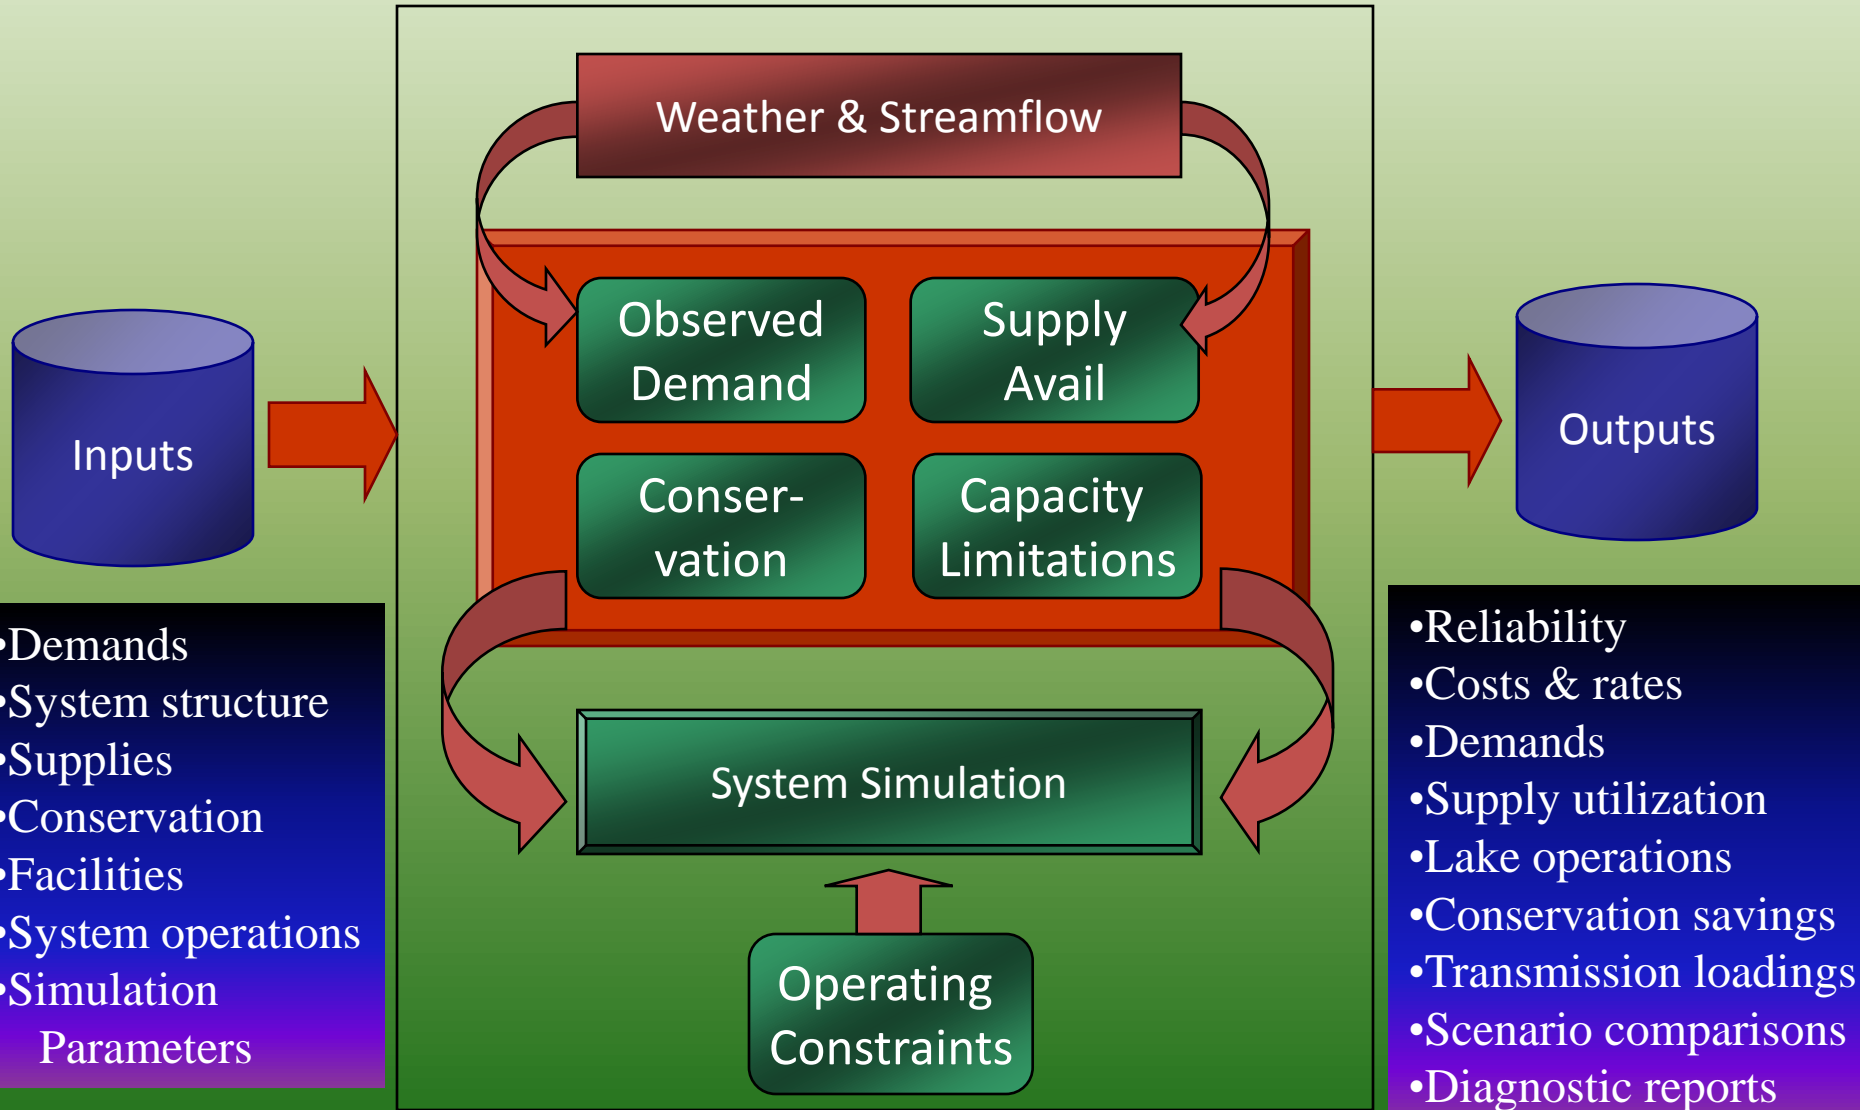 Weather & Streamflow
Observed
Demand
Supply
Avail
Conser-
vation
Capacity
Limitations
System Simulation
Operating
Constraints
Inputs
•Demands
•System structure
•Supplies
•Conservation
•Facilities
•System operations
•Simulation
Parameters
Outputs
•Reliability
•Costs & rates
•Demands
•Supply utilization
•Lake operations
•Conservation savings
•Transmission loadings
•Scenario comparisons
•Diagnostic reports